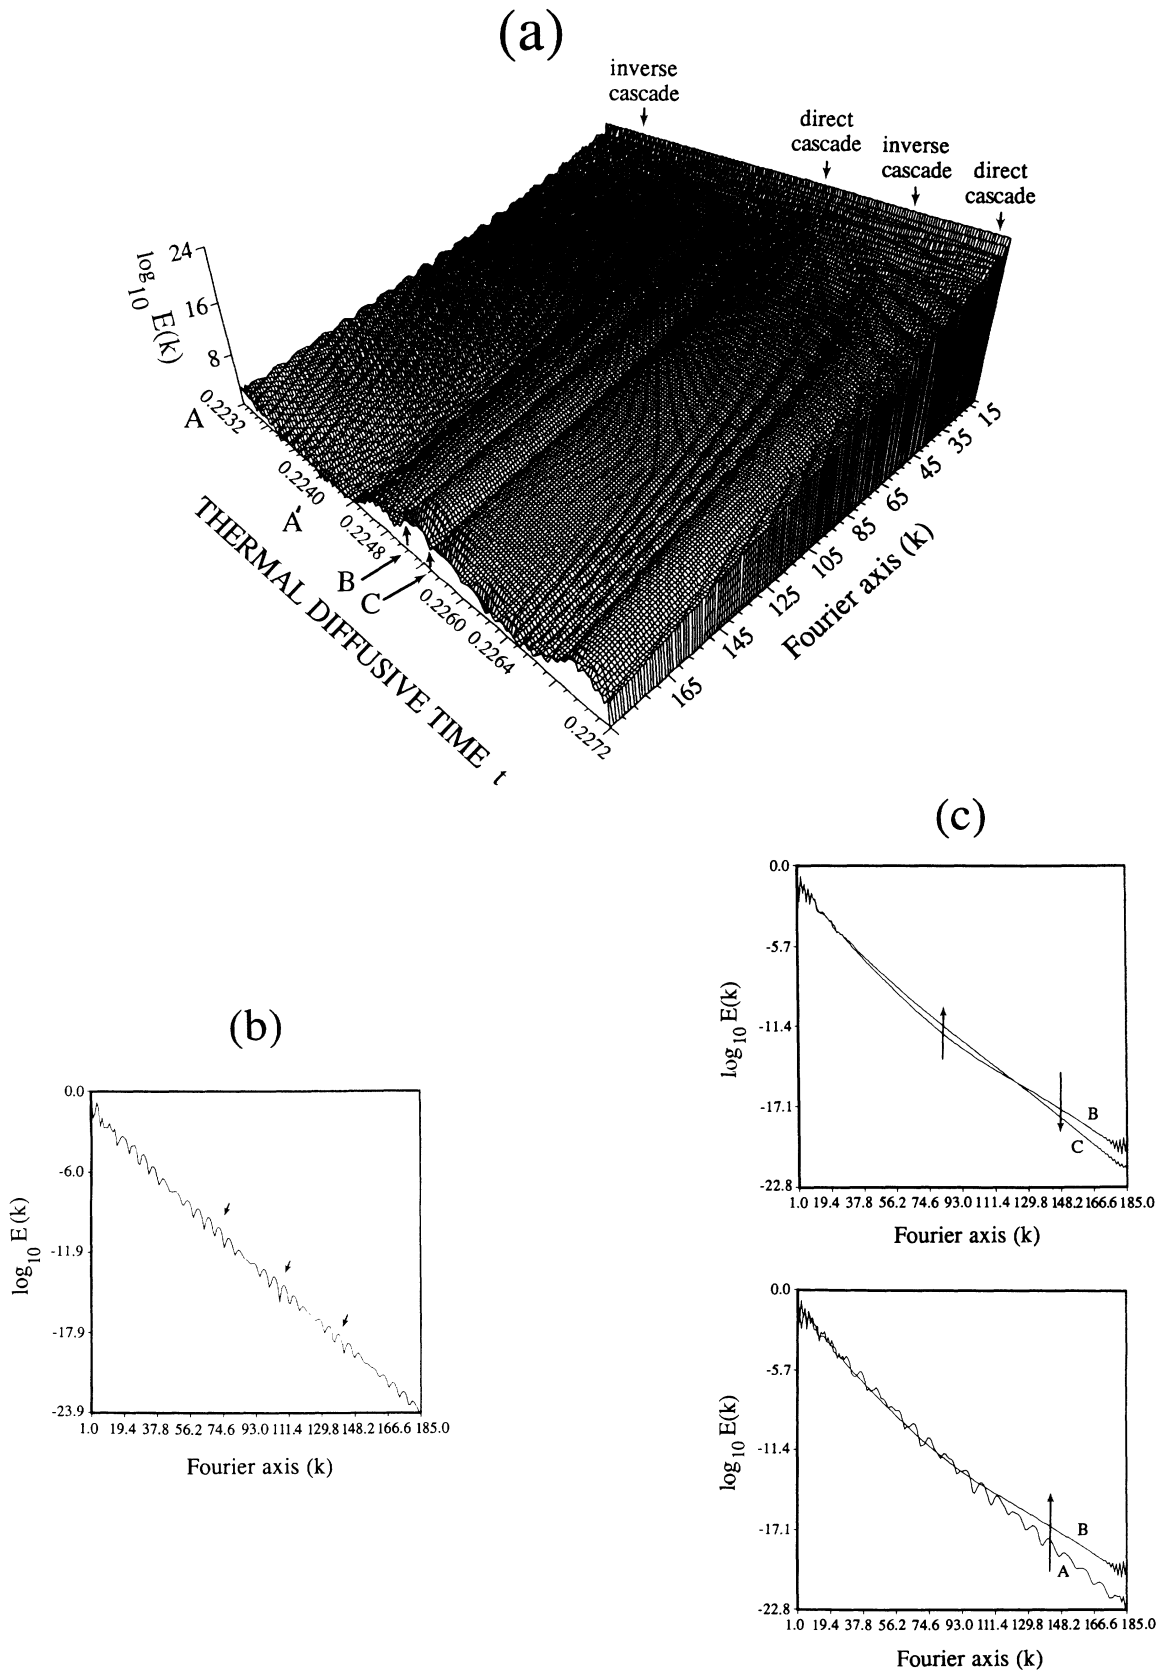 (a)
inverse
cascade
direct
cascade
inverse
cascade
direct
cascade
log10 E(k)
24
16
8
A
0.2232
0.2240
A
0.2248
B
C
0.2260
0.2264
0.2272
THERMAL DIFFUSIVE TIME t
15
35
45
65
85
105
125
145
165
Fourier axis (k)
(b)
log10 E(k)
0.0
-6.0
-11.9
-17.9
-23.9
1.0 19.4 37.8 56.2 74.6 93.0 111.4 129.8 148.2 166.6 185.0
Fourier axis (k)
(c)
log10 E(k)
0.0
-5.7
-11.4
-17.1
-22.8
B
C
1.0 19.4 37.8 56.2 74.6 93.0 111.4 129.8 148.2 166.6 185.0
Fourier axis (k)
log10 E(k)
0.0
-5.7
-11.4
-17.1
-22.8
B
A
1.0 19.4 37.8 56.2 74.6 93.0 111.4 129.8 148.2 166.6 185.0
Fourier axis (k)